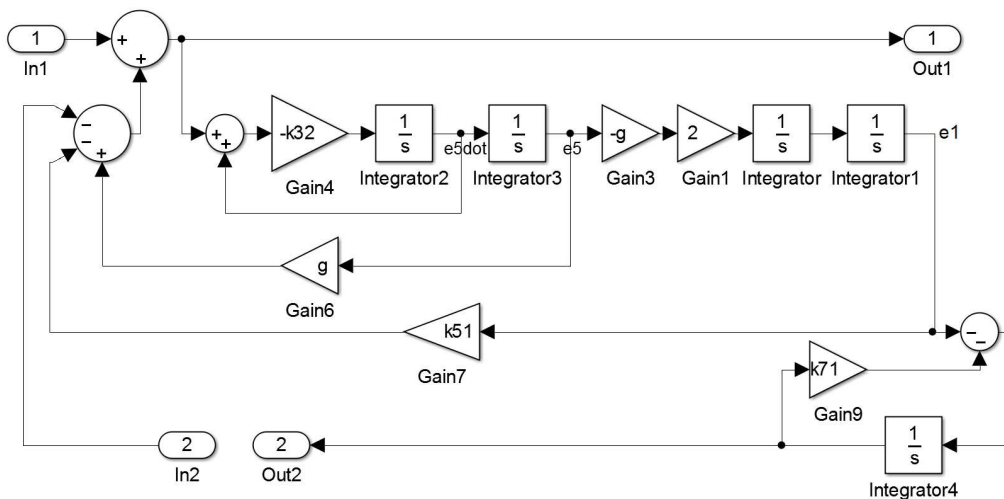 1
In1
+
+
1
Out1
−
−
+
+
+
-k32
Gain4
1
s
Integrator2
e5dot
1
s
Integrator3
e5
-g
Gain3
2
Gain1
1
s
Integrator
1
s
Integrator1
e1
g
Gain6
k51
Gain7
−
−
k71
Gain9
2
In2
2
Out2
1
s
Integrator4